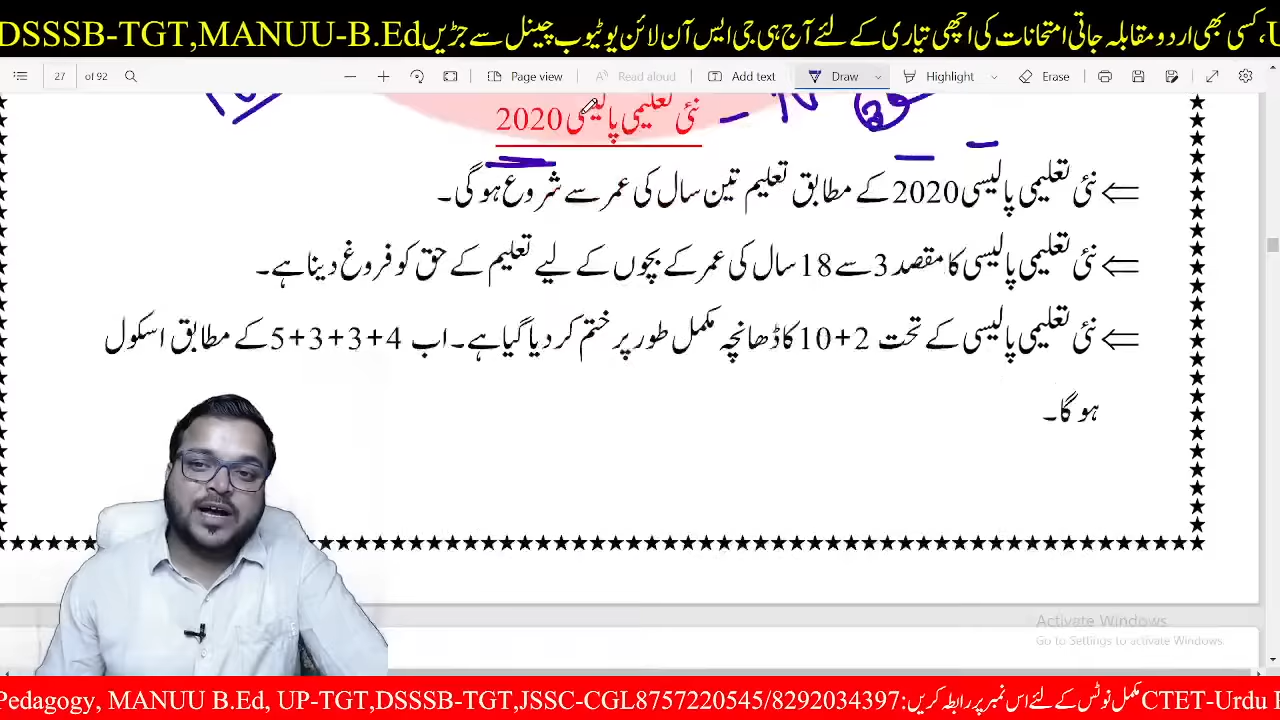 DSSSB-TGT,MANUU-B.Ed،کسی بھی اردو مقابلہ جاتی امتحانات کی اچھی تیاری کے لئے آج ہی جی ایس آن لائن یوٹیوب چینل سے جڑیں
27 of 92 Page view Read aloud Add text Draw Highlight Erase
نئی تعلیمی پالیسی 2020
نئی تعلیمی پالیسی 2020 کے مطابق تعلیم تین سال کی عمر سے شروع ہوگی۔
نئی تعلیمی پالیسی کا مقصد 3 سے 18 سال کی عمر کے بچوں کے لیے تعلیم کے حق کو فروغ دینا ہے۔
نئی تعلیمی پالیسی کے تحت 10+2 کا ڈھانچہ مکمل طور پر ختم کر دیا گیا ہے۔ اب 5+3+3+4 کے مطابق اسکول
ہو گا۔
Activate Windows
Go to Settings to activate Windows.
Pedagogy, MANUU B.Ed, UP-TGT,DSSSB-TGT,JSSC-CGL8757220545/8292034397:مکمل نوٹس کے لئے اس نمبر پر رابطہ کریں CTET-Urdu